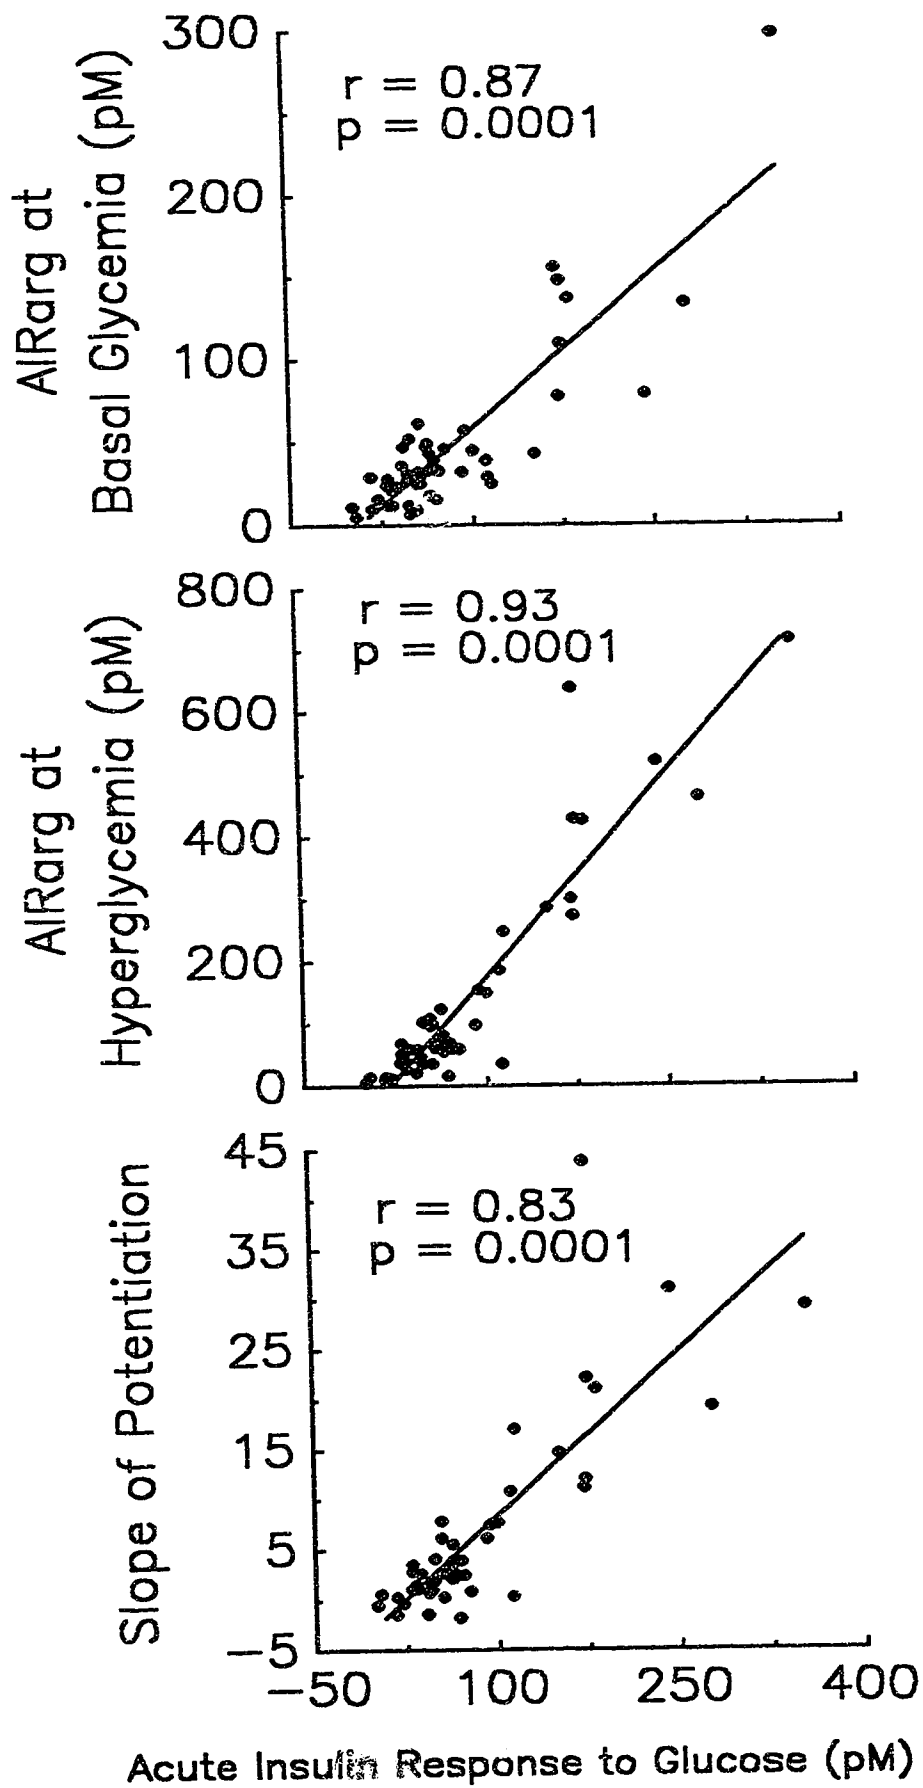 300
200
100
0
AIRarg at
Basal Glycemia (pM)
r = 0.87
p = 0.0001
800
600
400
200
0
AIRarg at
Hyperglycemia (pM)
r = 0.93
p = 0.0001
45
35
25
15
5
−5
Slope of Potentiation
r = 0.83
p = 0.0001
−50 100 250 400
Acute Insulin Response to Glucose (pM)